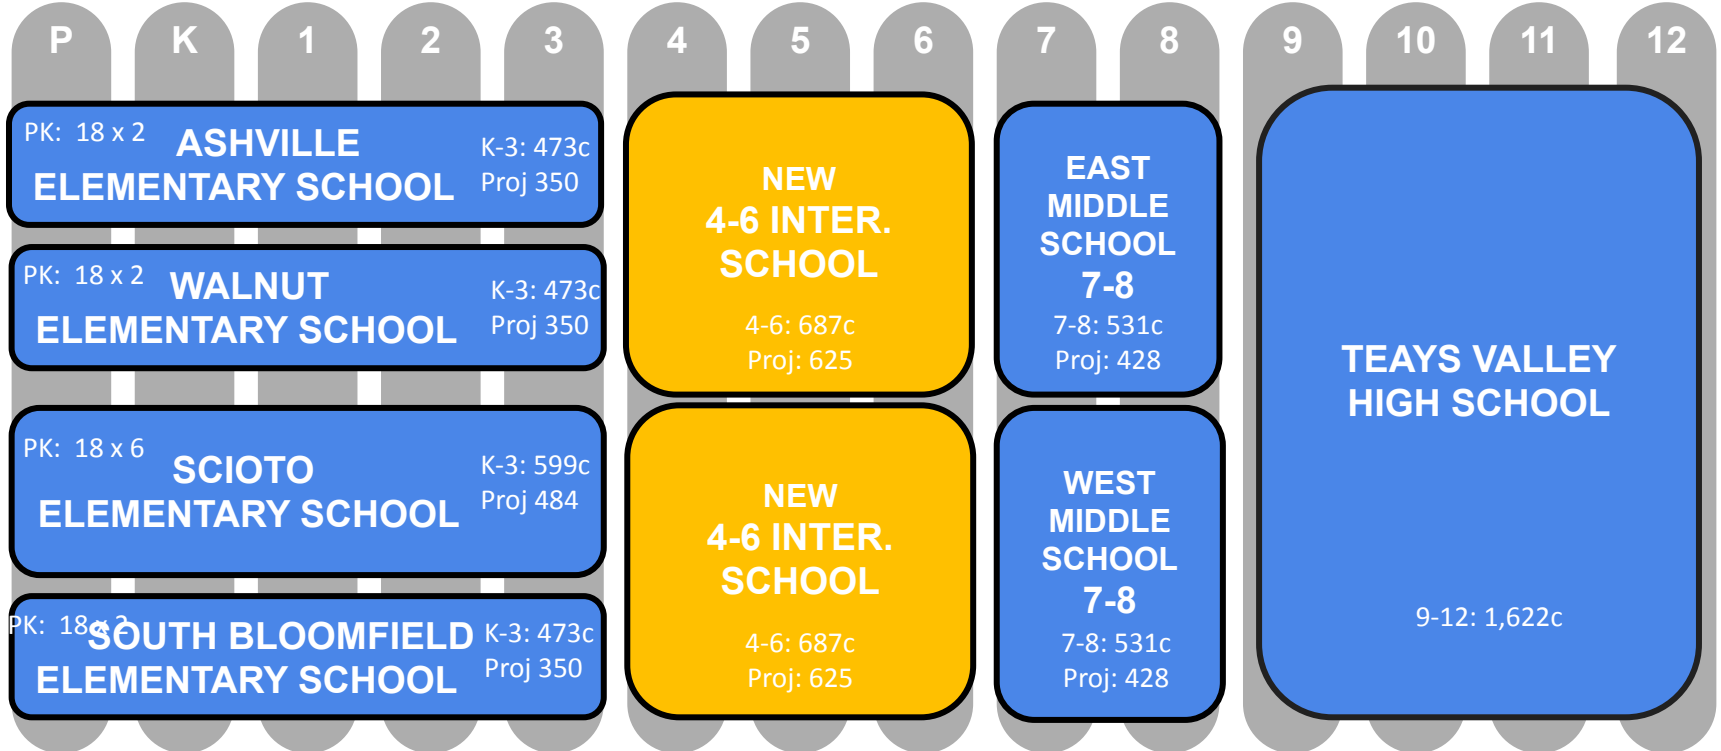 P K 1 2 3 4 5 6 7 8 9 10 11 12
PK: 18 x 2
ASHVILLE
ELEMENTARY SCHOOL
K-3: 473c
Proj 350
PK: 18 x 2
WALNUT
ELEMENTARY SCHOOL
K-3: 473c
Proj 350
PK: 18 x 6
SCIOTO
ELEMENTARY SCHOOL
K-3: 599c
Proj 484
PK: 18 x 2
SOUTH BLOOMFIELD
ELEMENTARY SCHOOL
K-3: 473c
Proj 350
NEW
4-6 INTER.
SCHOOL
4-6: 687c
Proj: 625
NEW
4-6 INTER.
SCHOOL
4-6: 687c
Proj: 625
EAST
MIDDLE
SCHOOL
7-8
7-8: 531c
Proj: 428
WEST
MIDDLE
SCHOOL
7-8
7-8: 531c
Proj: 428
TEAYS VALLEY
HIGH SCHOOL
9-12: 1,622c